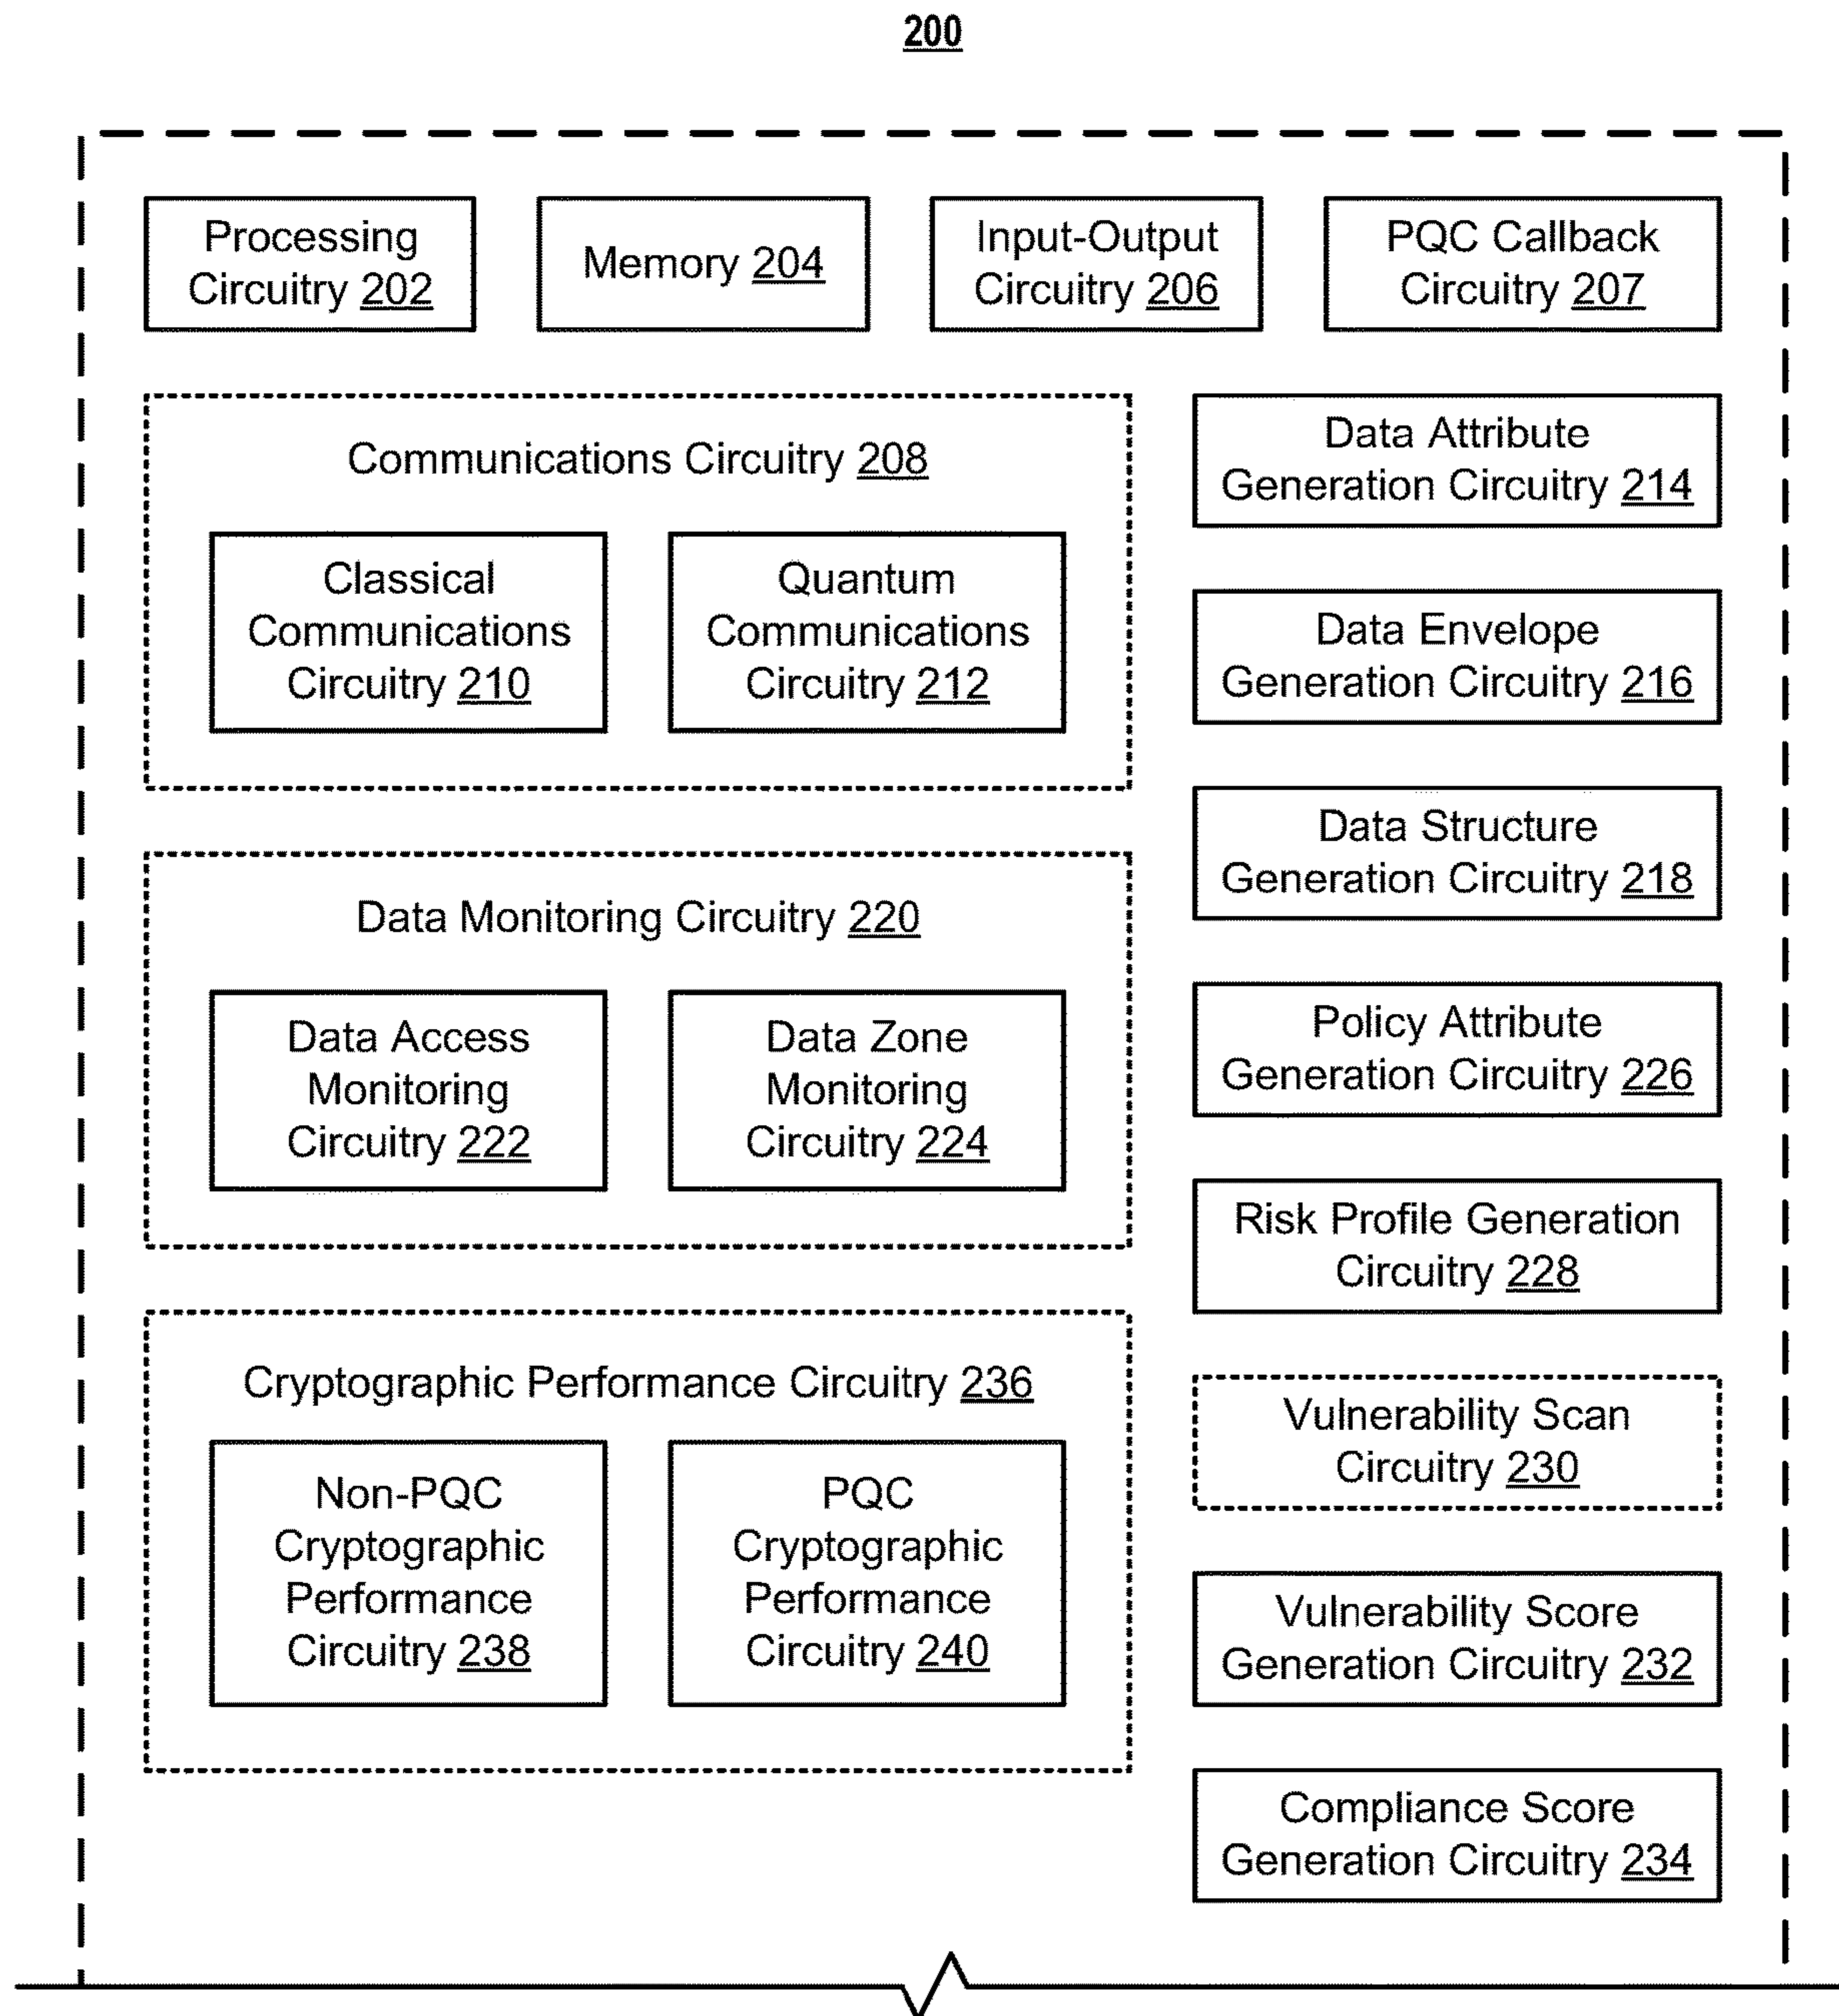 200
Processing
Circuitry 202
Memory 204
Input-Output
Circuitry 206
PQC Callback
Circuitry 207
Communications Circuitry 208
Classical
Communications
Circuitry 210
Quantum
Communications
Circuitry 212
Data Attribute
Generation Circuitry 214
Data Envelope
Generation Circuitry 216
Data Structure
Generation Circuitry 218
Data Monitoring Circuitry 220
Data Access
Monitoring
Circuitry 222
Data Zone
Monitoring
Circuitry 224
Policy Attribute
Generation Circuitry 226
Risk Profile Generation
Circuitry 228
Vulnerability Scan
Circuitry 230
Vulnerability Score
Generation Circuitry 232
Compliance Score
Generation Circuitry 234
Cryptographic Performance Circuitry 236
Non-PQC
Cryptographic
Performance
Circuitry 238
PQC
Cryptographic
Performance
Circuitry 240